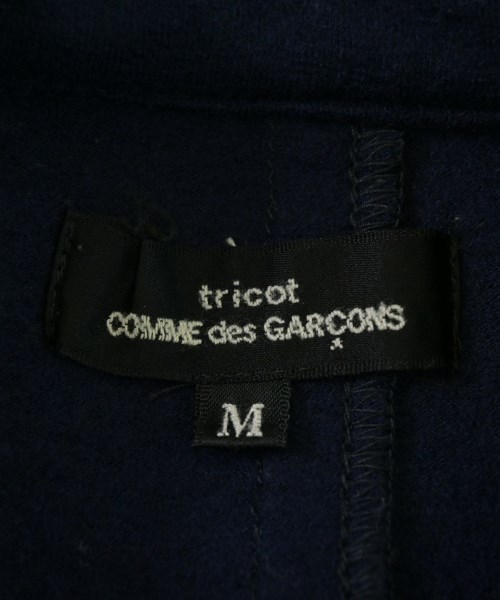 tricot
COMME des GARÇONS
*
M